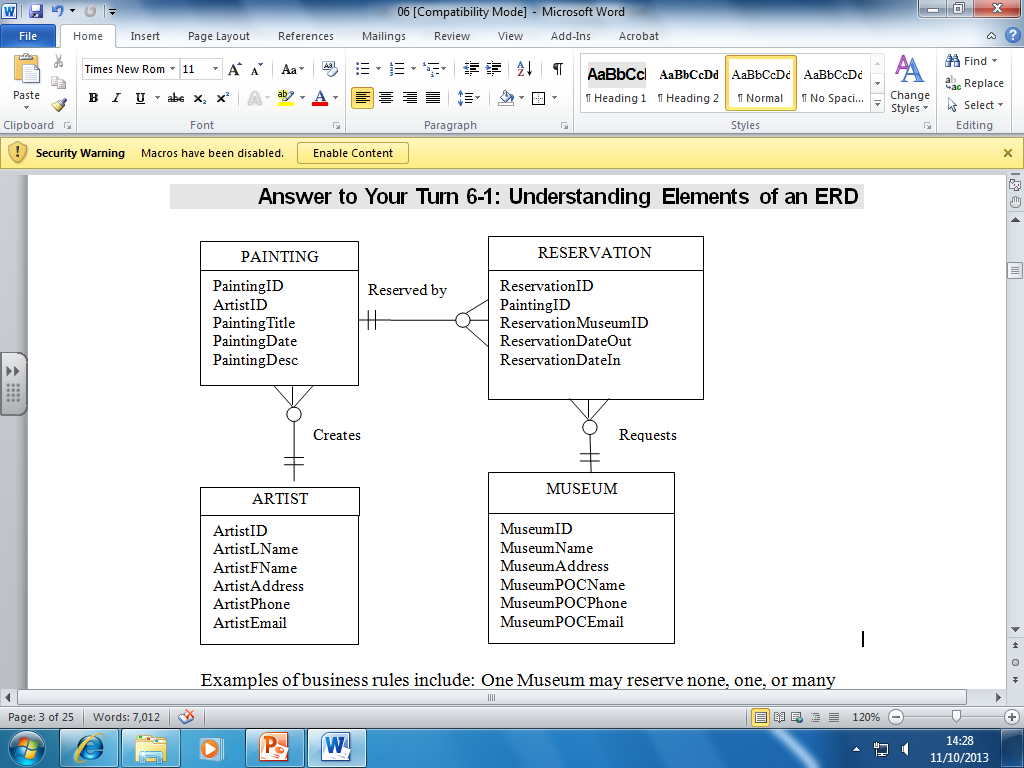 06 [Compatibility Mode] - Microsoft Word
File Home Insert Page Layout References Mailings Review View Add-Ins Acrobat
Paste
Clipboard
Times New Rom 11
B I U abc X₂ X²
Font
Paragraph
AaBbCcI AaBbCcDd AaBbCcDd AaBbCcDd
¶ Heading 1 ¶ Heading 2 ¶ Normal ¶ No Spaci...
Change
Styles
Styles
Find
Replace
Select
Editing
Security Warning Macros have been disabled. Enable Content
Answer to Your Turn 6-1: Understanding Elements of an ERD
PAINTING
PaintingID
ArtistID
PaintingTitle
PaintingDate
PaintingDesc
Reserved by
RESERVATION
ReservationID
PaintingID
ReservationMuseumID
ReservationDateOut
ReservationDateIn
Creates
Requests
ARTIST
ArtistID
ArtistLName
ArtistFName
ArtistAddress
ArtistPhone
ArtistEmail
MUSEUM
MuseumID
MuseumName
MuseumAddress
MuseumPOCName
MuseumPOCPhone
MuseumPOCEmail
Examples of business rules include: One Museum may reserve none, one, or many
Page: 3 of 25 Words: 7,012 120%
14:28
11/10/2013